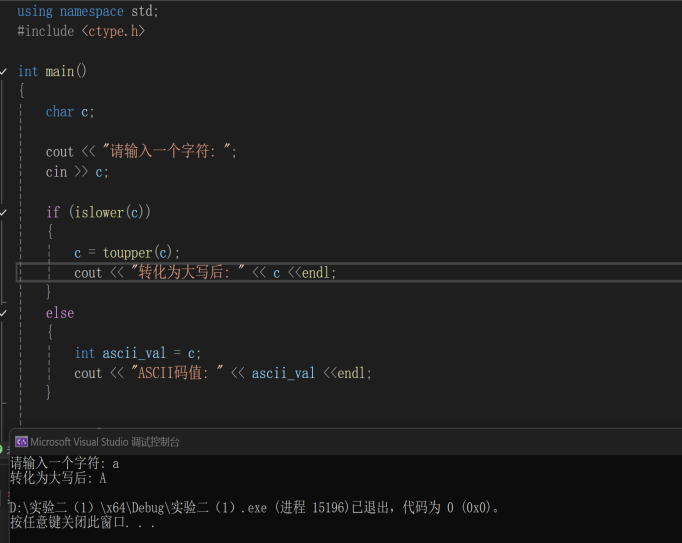 using namespace std;
#include <ctype.h>
int main()
{
char c;
cout << "请输入一个字符: ";
cin >> c;
if (islower(c))
{
c = toupper(c);
cout << "转化为大写后: " << c <<endl;
}
else
{
int ascii_val = c;
cout << "ASCII码值: " << ascii_val <<endl;
}
Microsoft Visual Studio 调试控制台
请输入一个字符: a
转化为大写后: A
D:\实验二（1）\x64\Debug\实验二（1）.exe (进程 15196)已退出，代码为 0 (0x0)。
按任意键关闭此窗口. . .